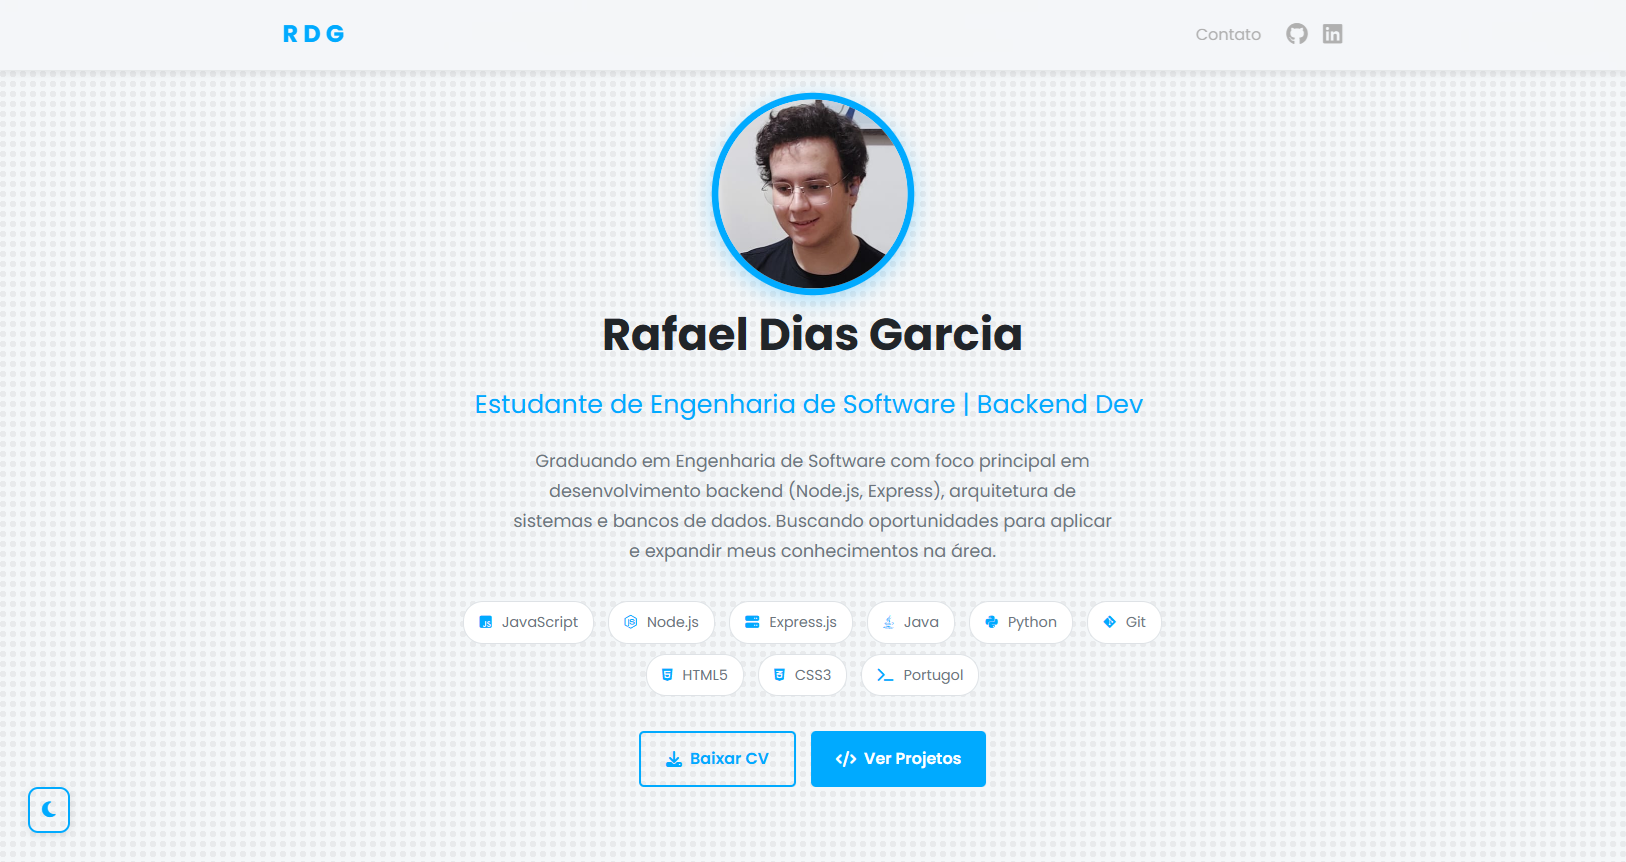 RDG
Contato
Rafael Dias Garcia
Estudante de Engenharia de Software | Backend Dev
Graduando em Engenharia de Software com foco principal em
desenvolvimento backend (Node.js, Express), arquitetura de
sistemas e bancos de dados. Buscando oportunidades para aplicar
e expandir meus conhecimentos na área.
JavaScript Node.js Express.js Java Python Git
HTML5 CSS3 Portugol
Baixar CV Ver Projetos